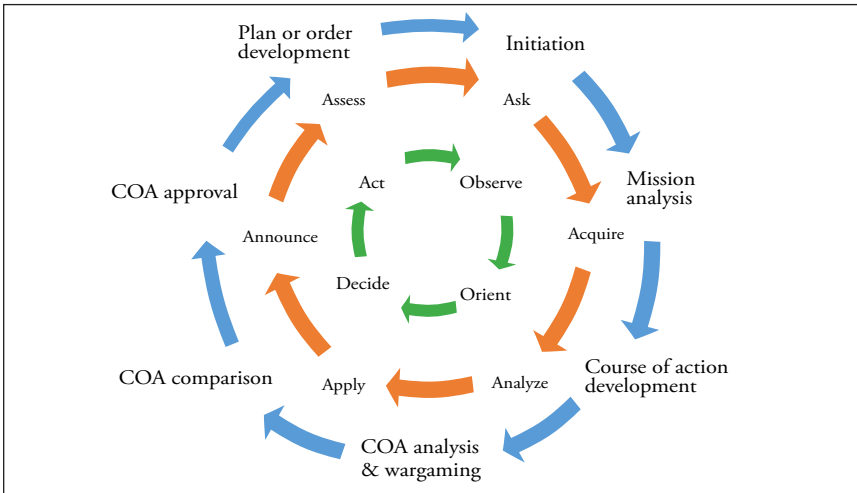 Plan or order
development
Initiation
Assess
Ask
Act
Observe
Mission
analysis
COA approval
Announce
Acquire
Decide
Orient
COA comparison
Apply
Analyze
Course of action
development
COA analysis
& wargaming